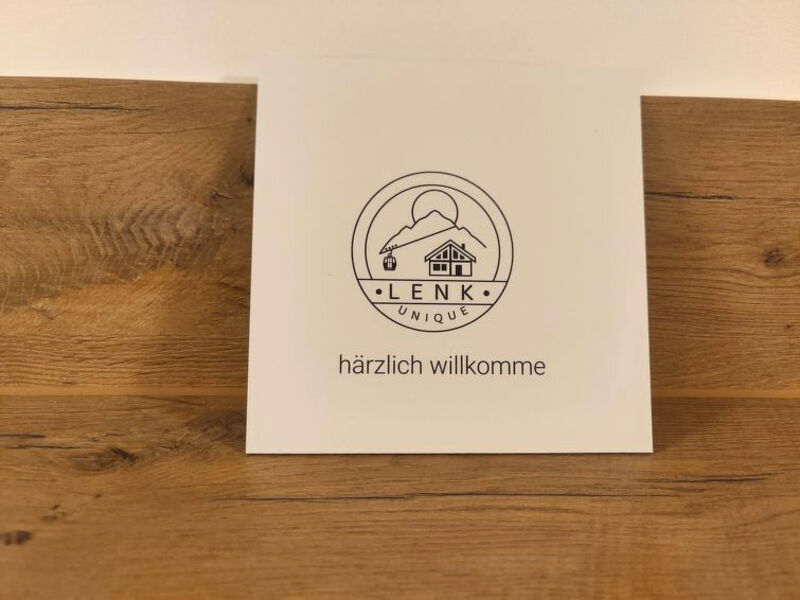 • LENK •
UNIQUE
härzlich willkomme